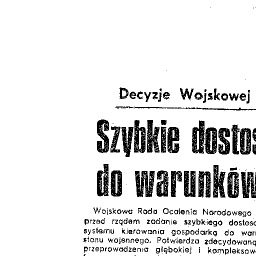 Decyzje Wojskowej
Szybkie dostos
do warunków
Wojskowa Rada Ocalenia Narodowego
przed rządem zadanie szybkiego dostoso
systemu kierowania gospodarką do war
stanu wojennego. Potwierdza zdecydowaną
przeprowadzenia głębokiej i kompleksow